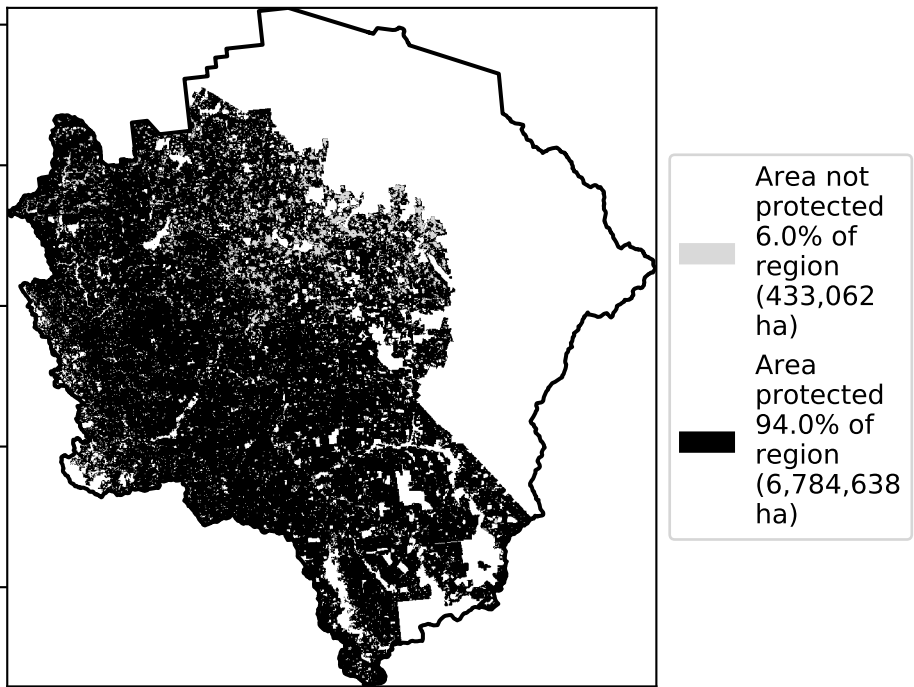 Area not
protected
6.0% of
region
(433,062
ha)
Area
protected
94.0% of
region
(6,784,638
ha)